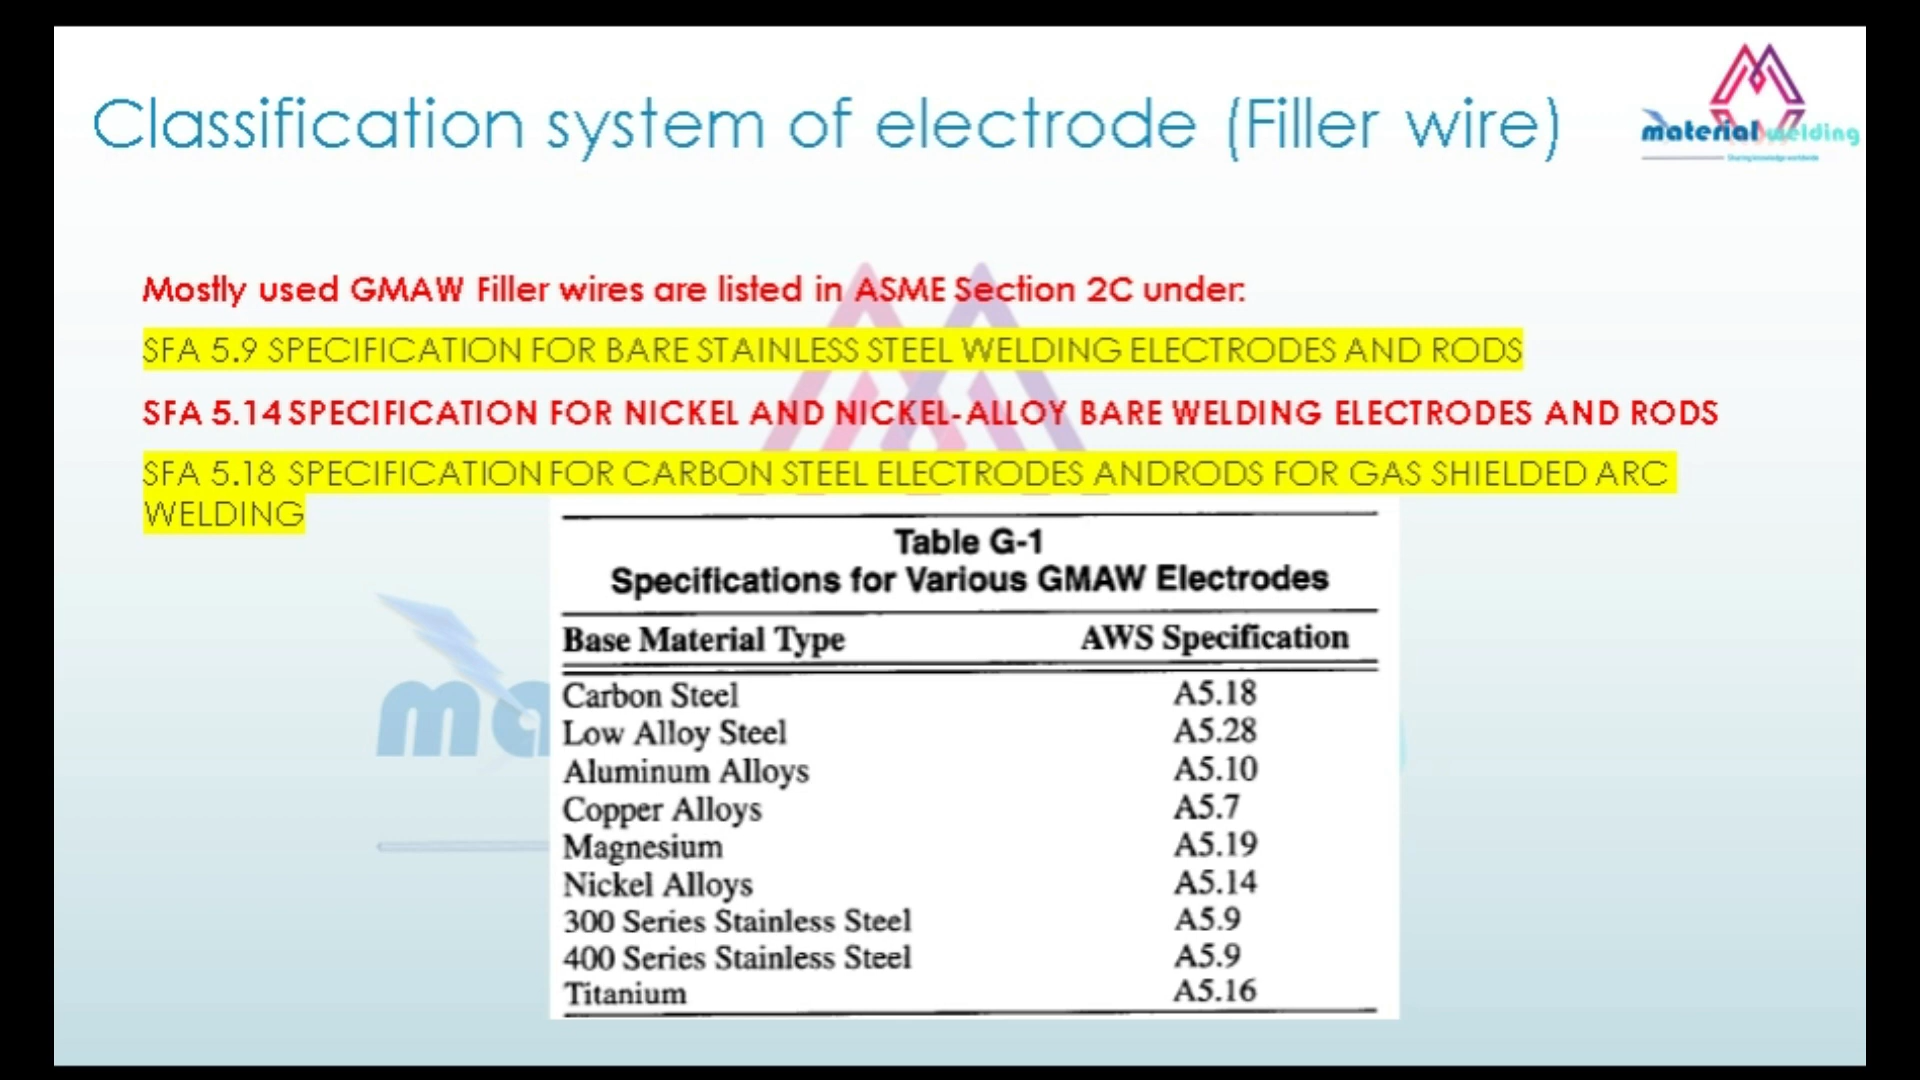 Classification system of electrode (Filler wire)
material welding
Sharing knowledge worldwide
Mostly used GMAW Filler wires are listed in ASME Section 2C under:
SFA 5.9 SPECIFICATION FOR BARE STAINLESS STEEL WELDING ELECTRODES AND RODS
SFA 5.14 SPECIFICATION FOR NICKEL AND NICKEL-ALLOY BARE WELDING ELECTRODES AND RODS
SFA 5.18 SPECIFICATION FOR CARBON STEEL ELECTRODES ANDRODS FOR GAS SHIELDED ARC
WELDING
Table G-1
Specifications for Various GMAW Electrodes
Base Material Type AWS Specification
Carbon Steel A5.18
Low Alloy Steel A5.28
Aluminum Alloys A5.10
Copper Alloys A5.7
Magnesium A5.19
Nickel Alloys A5.14
300 Series Stainless Steel A5.9
400 Series Stainless Steel A5.9
Titanium A5.16